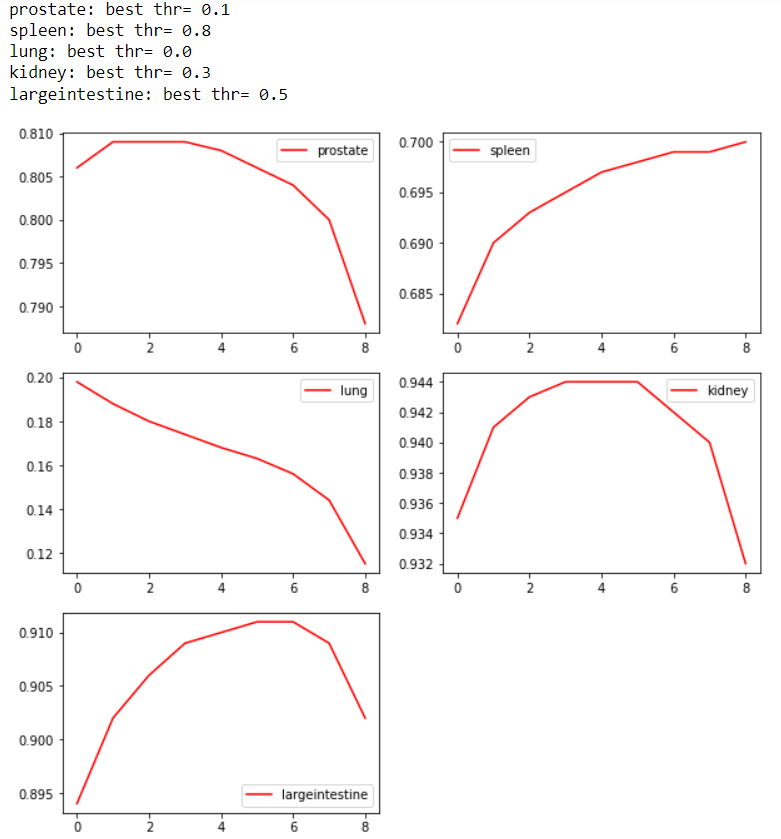 prostate: best thr= 0.1
spleen: best thr= 0.8
lung: best thr= 0.0
kidney: best thr= 0.3
largeintestine: best thr= 0.5
0.810
0.805
0.800
0.795
0.790
0 2 4 6 8
prostate
0.700
0.695
0.690
0.685
0 2 4 6 8
spleen
0.20
0.18
0.16
0.14
0.12
0 2 4 6 8
lung
0.944
0.942
0.940
0.938
0.936
0.934
0.932
0 2 4 6 8
kidney
0.910
0.905
0.900
0.895
0 2 4 6 8
largeintestine